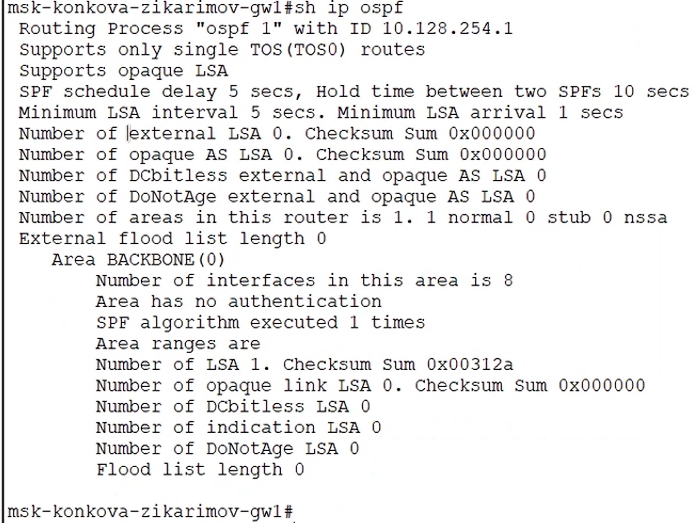 msk-konkova-zikarimov-gw1#sh ip ospf
Routing Process "ospf 1" with ID 10.128.254.1
Supports only single TOS(TOS0) routes
Supports opaque LSA
SPF schedule delay 5 secs, Hold time between two SPFs 10 secs
Minimum LSA interval 5 secs. Minimum LSA arrival 1 secs
Number of external LSA 0. Checksum Sum 0x000000
Number of opaque AS LSA 0. Checksum Sum 0x000000
Number of DCbitless external and opaque AS LSA 0
Number of DoNotAge external and opaque AS LSA 0
Number of areas in this router is 1. 1 normal 0 stub 0 nssa
External flood list length 0
Area BACKBONE(0)
Number of interfaces in this area is 8
Area has no authentication
SPF algorithm executed 1 times
Area ranges are
Number of LSA 1. Checksum Sum 0x00312a
Number of opaque link LSA 0. Checksum Sum 0x000000
Number of DCbitless LSA 0
Number of indication LSA 0
Number of DoNotAge LSA 0
Flood list length 0
msk-konkova-zikarimov-gw1#